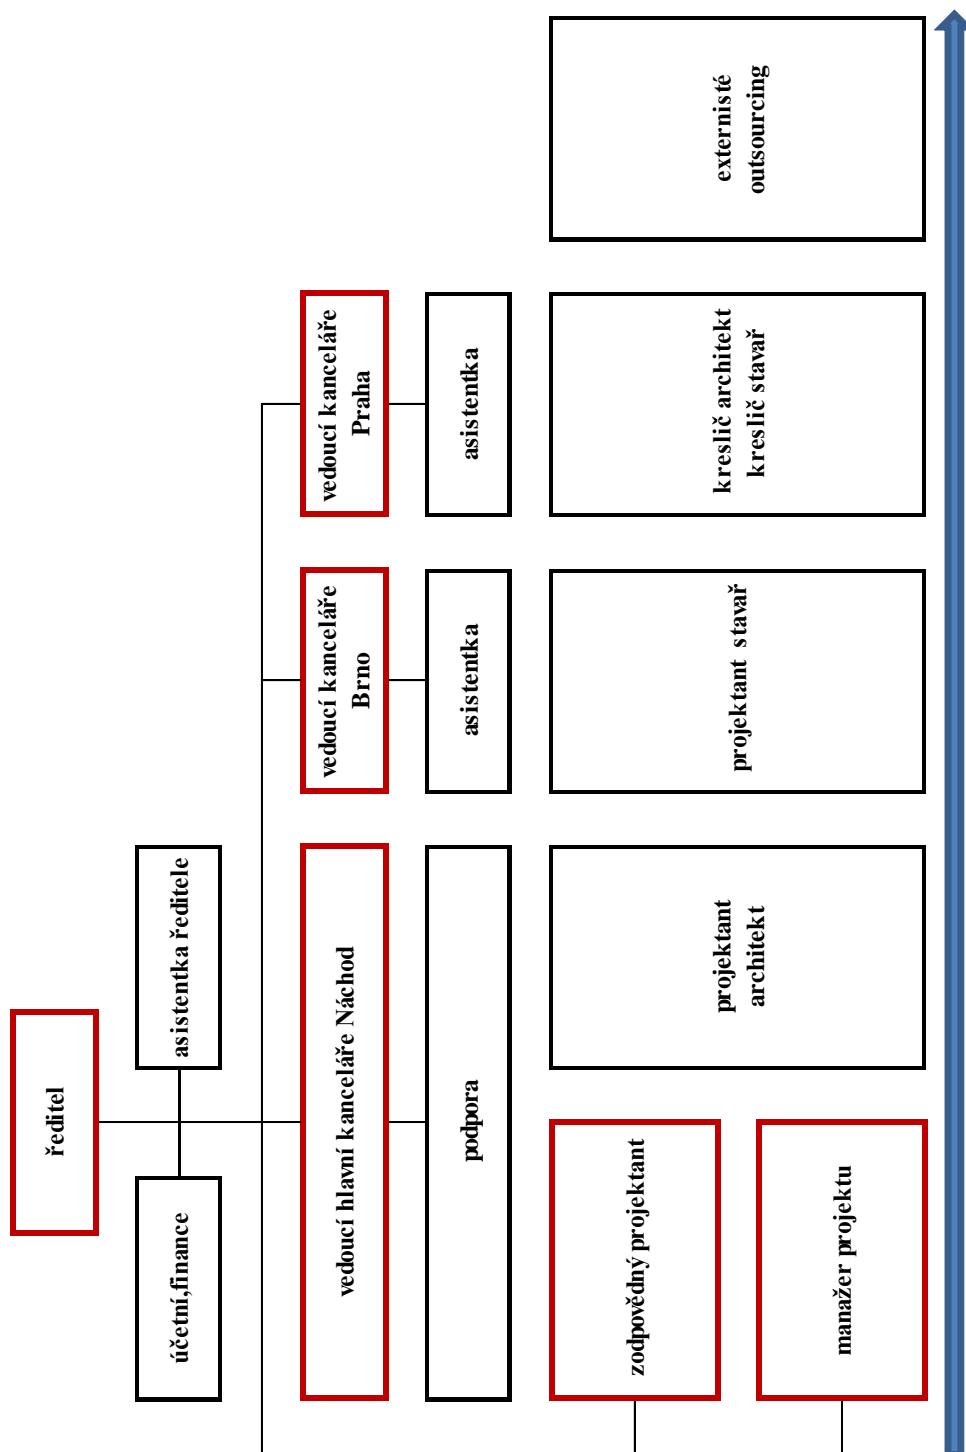 ředitel
účetní,finance
asistentka ředitele
vedoucí hlavní kanceláře Náchod
vedoucí kanceláře
Brno
vedoucí kanceláře
Praha
podpora
asistentka
asistentka
zodpovědný projektant
manažer projektu
projektant
architekt
projektant stavař
kreslič architekt
kreslič stavař
externisté
outsourcing